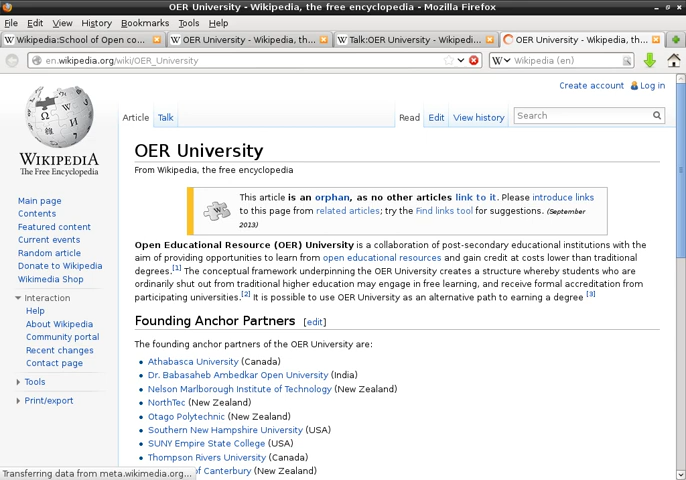 OER University - Wikipedia, the free encyclopedia - Mozilla Firefox
File Edit View History Bookmarks Tools Help
Wikipedia:School of Open co... OER University - Wikipedia, th... Talk:OER University - Wikipedi... OER University - Wikipedia, th...
en.wikipedia.org/wiki/OER_University W Wikipedia (en)
Create account Log in
Article Talk Read Edit View history Search
WIKIPEDIA
The Free Encyclopedia
Main page
Contents
Featured content
Current events
Random article
Donate to Wikipedia
Wikimedia Shop
Interaction
Help
About Wikipedia
Community portal
Recent changes
Contact page
Tools
Print/export
OER University
From Wikipedia, the free encyclopedia
This article is an orphan, as no other articles link to it. Please introduce links
to this page from related articles; try the Find links tool for suggestions. (September
2013)
Open Educational Resource (OER) University is a collaboration of post-secondary educational institutions with the
aim of providing opportunities to learn from open educational resources and gain credit at costs lower than traditional
degrees.[1] The conceptual framework underpinning the OER University creates a structure whereby students who are
ordinarily shut out from traditional higher education may engage in free learning, and receive formal accreditation from
participating universities.[2] It is possible to use OER University as an alternative path to earning a degree [3]
Founding Anchor Partners [edit]
The founding anchor partners of the OER University are:
• Athabasca University (Canada)
• Dr. Babasaheb Ambedkar Open University (India)
• Nelson Marlborough Institute of Technology (New Zealand)
• NorthTec (New Zealand)
• Otago Polytechnic (New Zealand)
• Southern New Hampshire University (USA)
• SUNY Empire State College (USA)
• Thompson Rivers University (Canada)
of Canterbury (New Zealand)
Transferring data from meta.wikimedia.org...